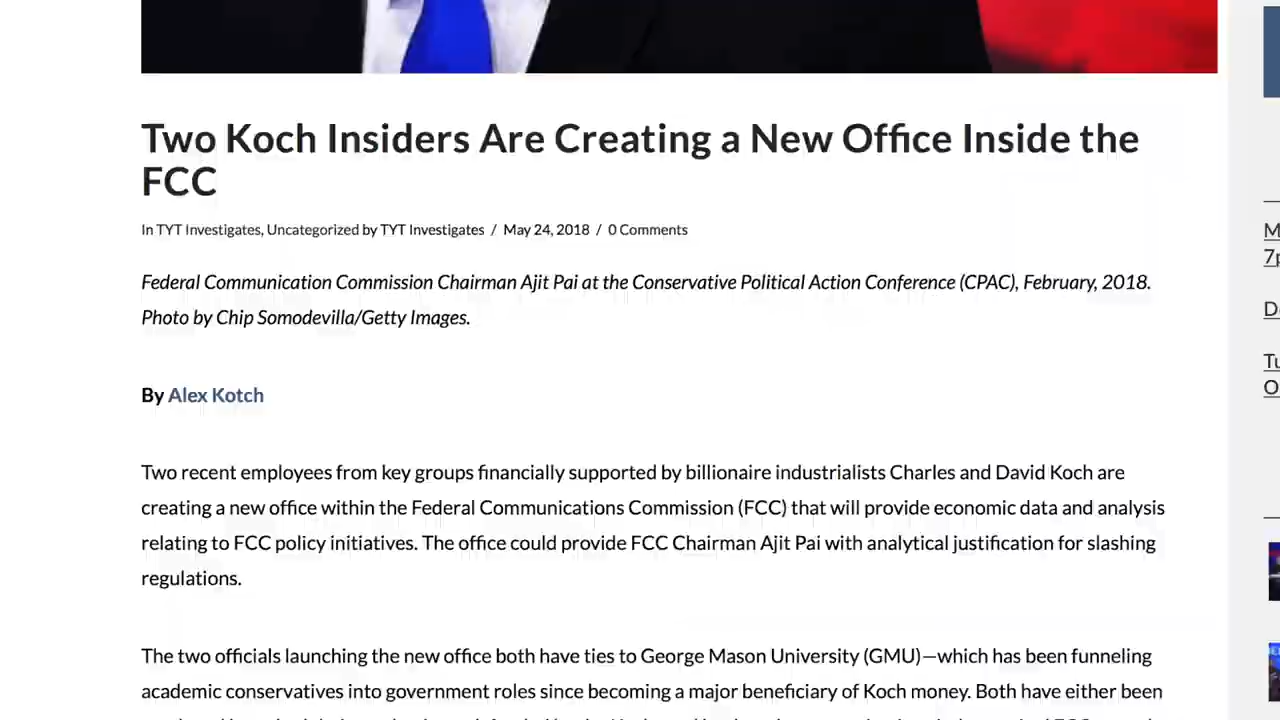 Two Koch Insiders Are Creating a New Office Inside the
FCC
In TYT Investigates, Uncategorized by TYT Investigates / May 24, 2018 / 0 Comments
Federal Communication Commission Chairman Ajit Pai at the Conservative Political Action Conference (CPAC), February, 2018.
Photo by Chip Somodevilla/Getty Images.
By Alex Kotch
Two recent employees from key groups financially supported by billionaire industrialists Charles and David Koch are
creating a new office within the Federal Communications Commission (FCC) that will provide economic data and analysis
relating to FCC policy initiatives. The office could provide FCC Chairman Ajit Pai with analytical justification for slashing
regulations.
The two officials launching the new office both have ties to George Mason University (GMU)—which has been funneling
academic conservatives into government roles since becoming a major beneficiary of Koch money. Both have either been
M
7p
D
Tu
O